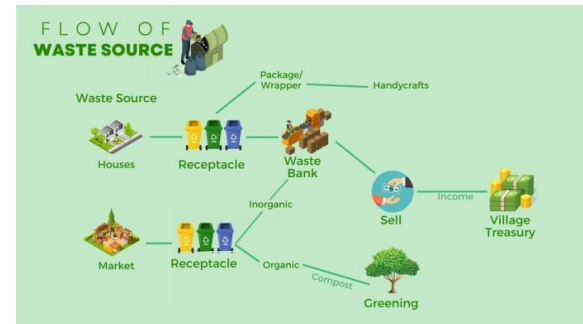 FLOW OF
WASTE SOURCE
Package/
Wrapper
Handycrafts
Waste Source
Houses
Receptacle
Waste
Bank
Inorganic
Sell
Income
Village
Treasury
Market
Receptacle
Organic
Compost
Greening